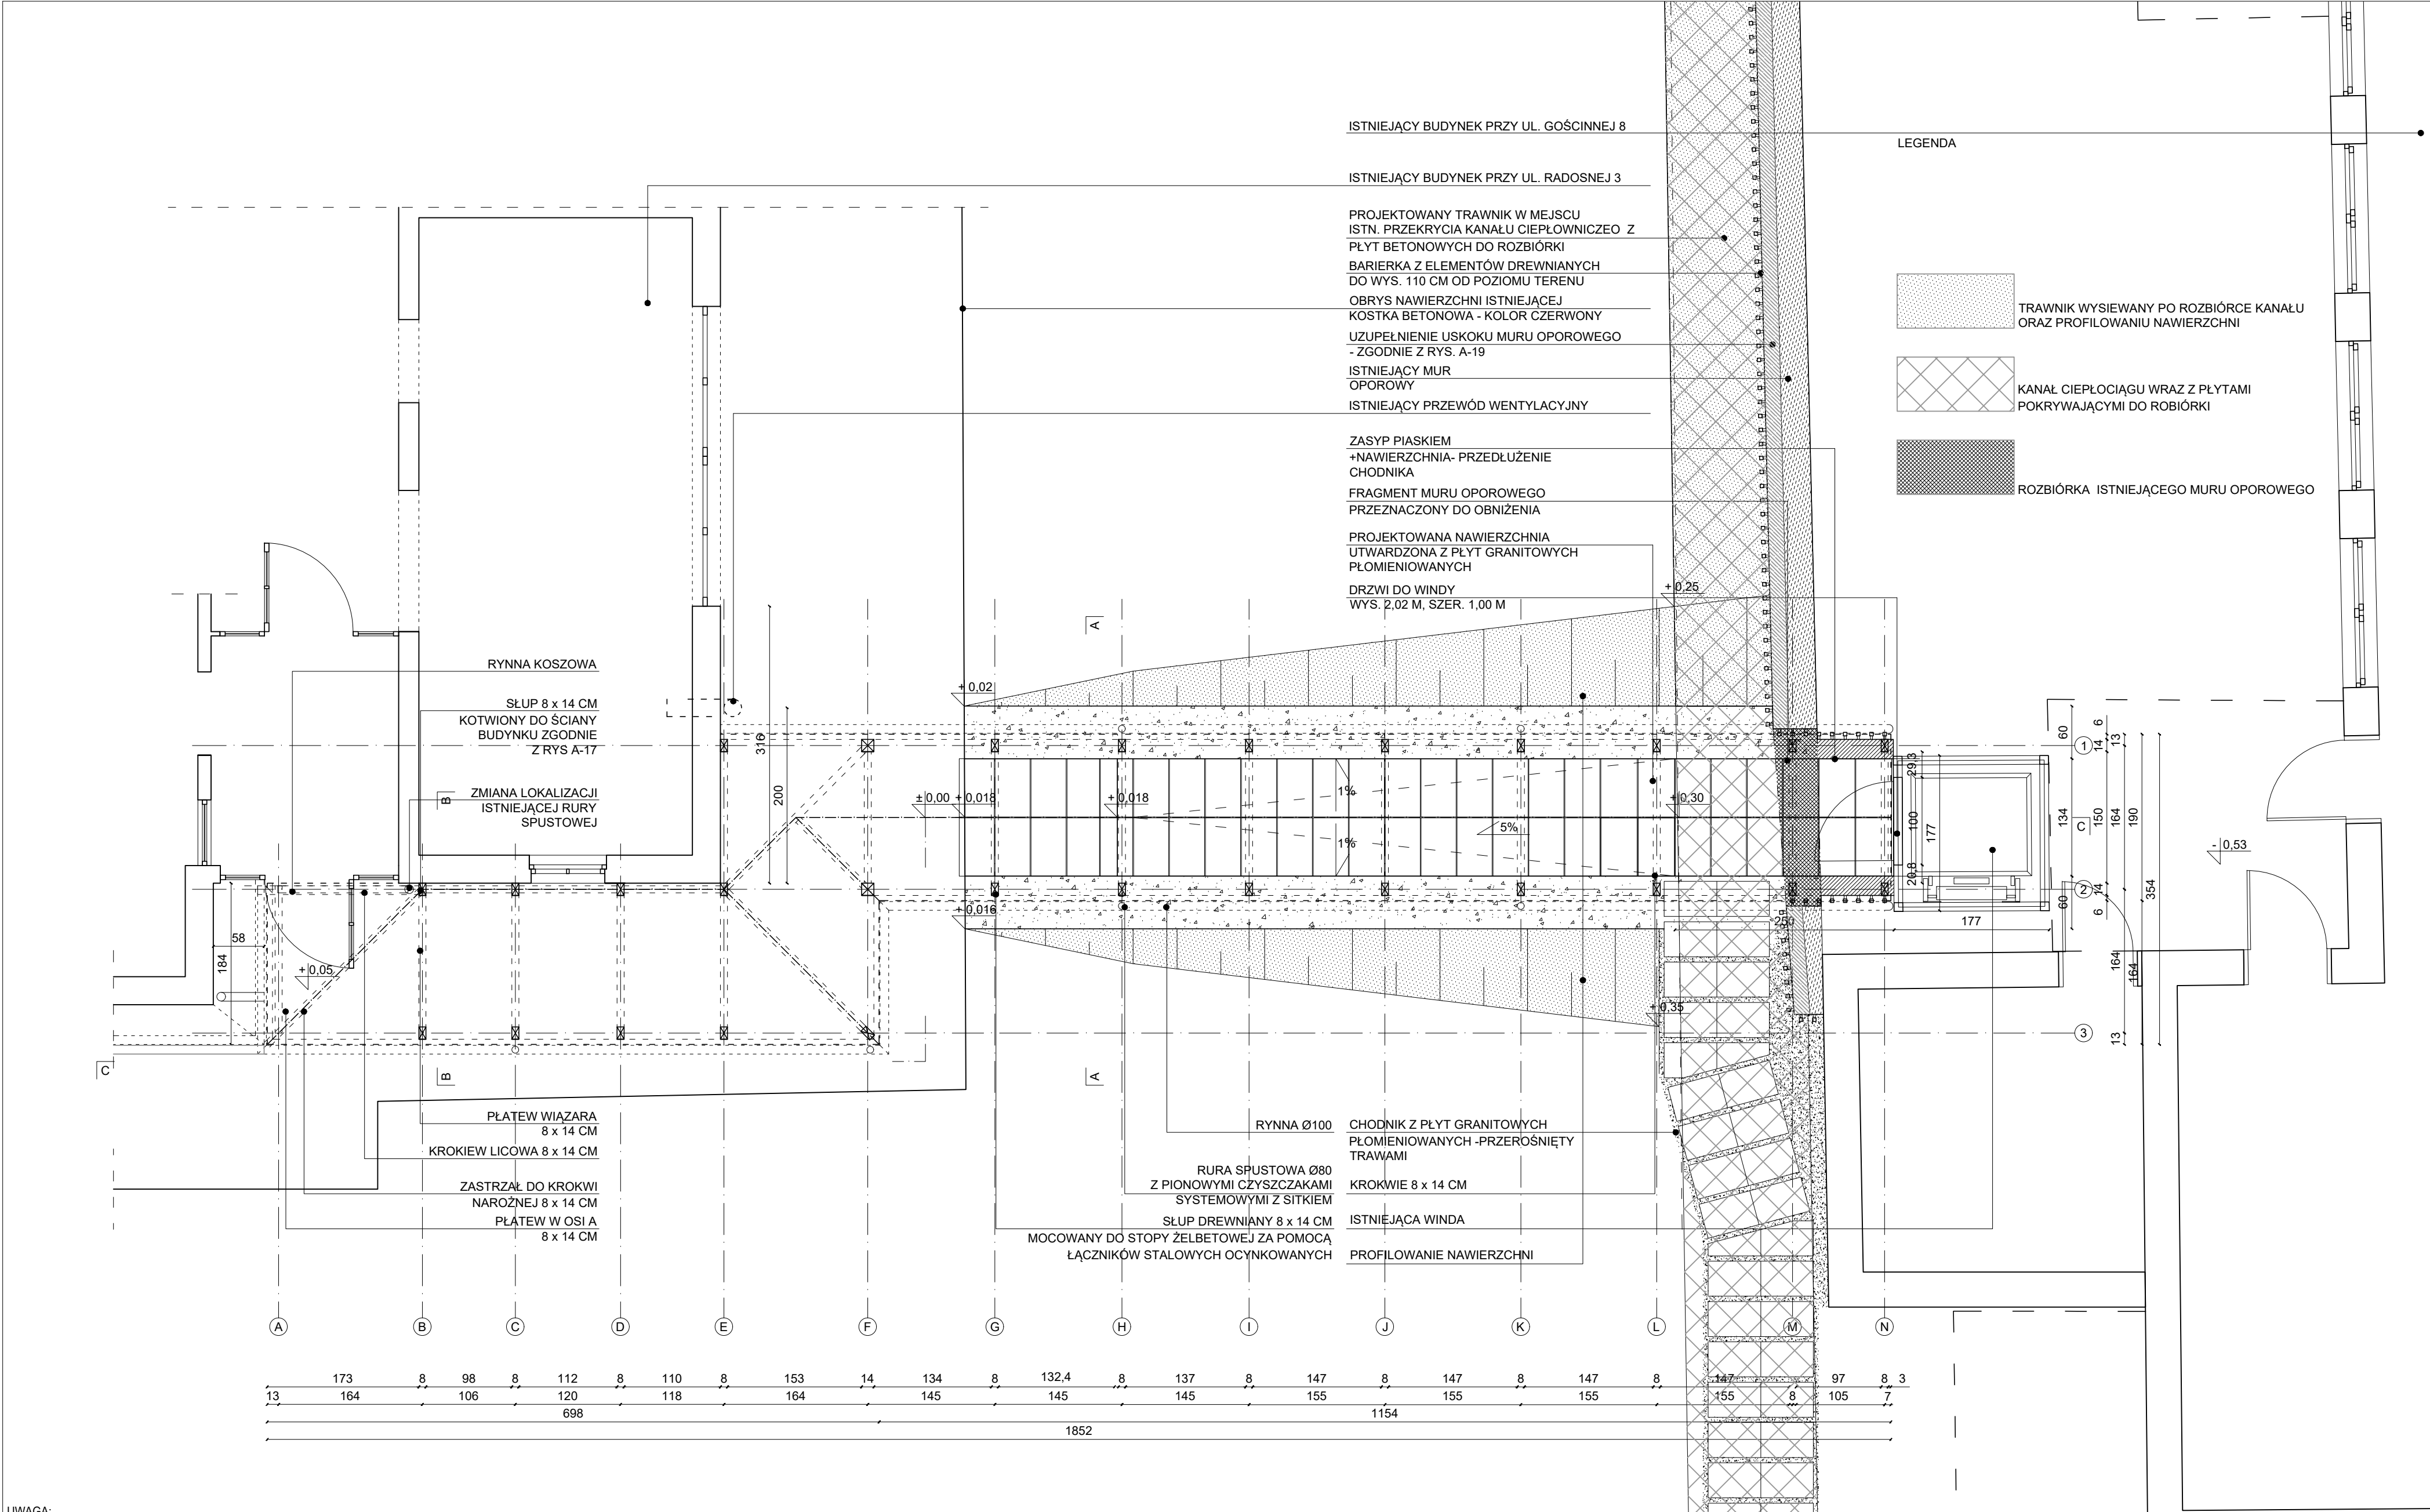 ISTNIEJĄCY BUDYNEK PRZY UL. GOŚCINNEJ 8
ISTNIEJĄCY BUDYNEK PRZY UL. RADOSNEJ 3
PROJEKTOWANY TRAWNIK W MEJSCU
ISTN. PRZEKRYCIA KANAŁU CIEPŁOWNICZEO Z
PŁYT BETONOWYCH DO ROZBIÓRKI
BARIERKA Z ELEMENTÓW DREWNIANYCH
DO WYS. 110 CM OD POZIOMU TERENU
OBRYS NAWIERZCHNI ISTNIEJĄCEJ
KOSTKA BETONOWA - KOLOR CZERWONY
UZUPEŁNIENIE USKOKU MURU OPOROWEGO
- ZGODNIE Z RYS. A-19
ISTNIEJĄCY MUR
OPOROWY
ISTNIEJĄCY PRZEWÓD WENTYLACYJNY
ZASYP PIASKIEM
+NAWIERZCHNIA- PRZEDŁUŻENIE
CHODNIKA
FRAGMENT MURU OPOROWEGO
PRZEZNACZONY DO OBNIŻENIA
PROJEKTOWANA NAWIERZCHNIA
UTWARDZONA Z PŁYT GRANITOWYCH
PŁOMIENIOWANYCH
DRZWI DO WINDY
WYS. 2,02 M, SZER. 1,00 M
LEGENDA
TRAWNIK WYSIEWANY PO ROZBIÓRCE KANAŁU
ORAZ PROFILOWANIU NAWIERZCHNI
KANAŁ CIEPŁOCIĄGU WRAZ Z PŁYTAMI
POKRYWAJĄCYMI DO ROBIÓRKI
ROZBIÓRKA ISTNIEJĄCEGO MURU OPOROWEGO
RYNNA KOSZOWA
SŁUP 8 x 14 CM
KOTWIONY DO ŚCIANY
BUDYNKU ZGODNIE
Z RYS A-17
ZMIANA LOKALIZACJI
ISTNIEJĄCEJ RURY
SPUSTOWEJ
A
B
316
200
+ 0,02
± 0,00
+ 0,018
+ 0,018
+ 0,016
+ 0,25
+ 0,30
+ 0,35
1%
1%
5%
58
184
+ 0,05
- 0,53
60
134
60
29,3
100
20,8
177
6
14
150
14
6
13
164
164
13
190
164
354
250
177
1
2
3
C
C
B
A
PŁATEW WIĄZARA
8 x 14 CM
KROKIEW LICOWA 8 x 14 CM
ZASTRZAŁ DO KROKWI
NAROŻNEJ 8 x 14 CM
PŁATEW W OSI A
8 x 14 CM
RYNNA Ø100
RURA SPUSTOWA Ø80
Z PIONOWYMI CZYSZCZAKAMI
SYSTEMOWYMI Z SITKIEM
SŁUP DREWNIANY 8 x 14 CM
MOCOWANY DO STOPY ŻELBETOWEJ ZA POMOCĄ
ŁĄCZNIKÓW STALOWYCH OCYNKOWANYCH
CHODNIK Z PŁYT GRANITOWYCH
PŁOMIENIOWANYCH -PRZEROŚNIĘTY
TRAWAMI
KROKWIE 8 x 14 CM
ISTNIEJĄCA WINDA
PROFILOWANIE NAWIERZCHNI
A B C D E F G H I J K L M N
173 8 98 8 112 8 110 8 153 14 134 8 132,4 8 137 8 147 8 147 8 147 8 147 97 8 3
13 164 106 120 118 164 145 145 145 155 155 155 155 8 105 7
698 1154
1852
UWAGA: